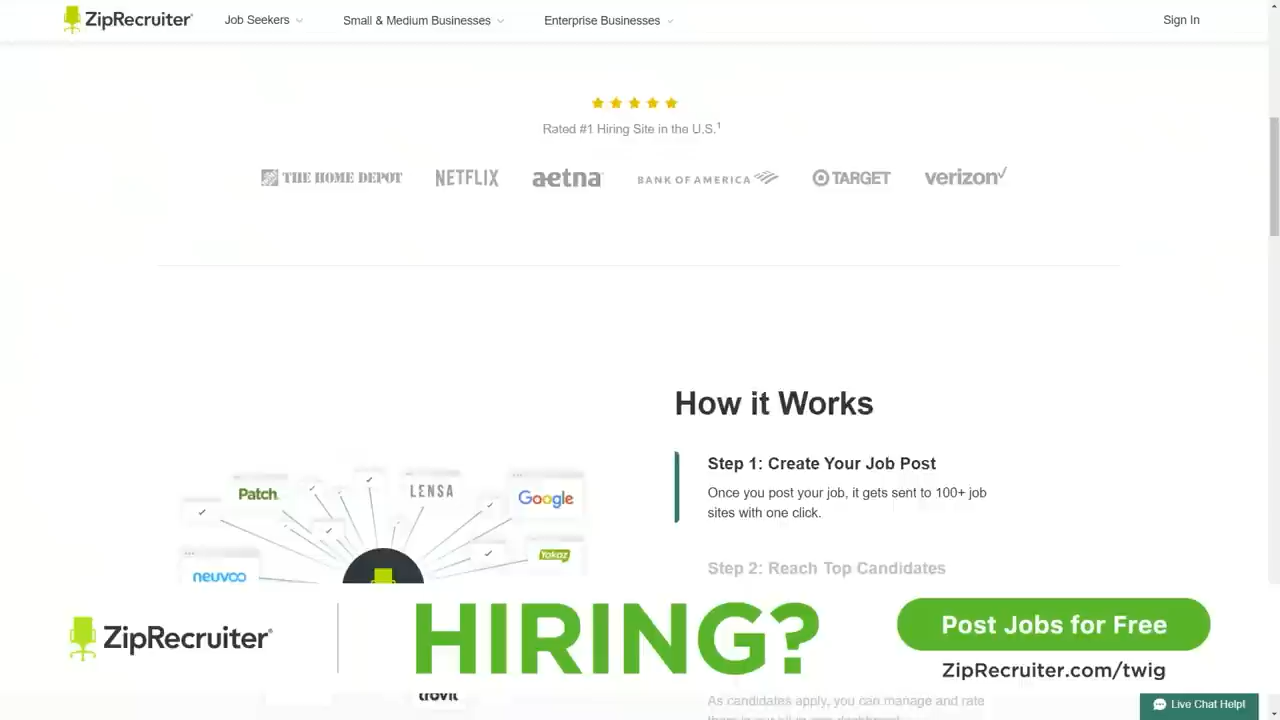 ZipRecruiter
Job Seekers
Small & Medium Businesses
Enterprise Businesses
Sign In
Rated #1 Hiring Site in the U.S.1
THE HOME DEPOT
NETFLIX
aetna
BANK OF AMERICA
TARGET
verizon
How it Works
Step 1: Create Your Job Post
Once you post your job, it gets sent to 100+ job
sites with one click.
Step 2: Reach Top Candidates
Patch
LENSA
Google
Yakaz
neuvoo
ZipRecruiter®
HIRING?
Post Jobs for Free
ZipRecruiter.com/twig
trovit
As candidates apply, you can manage and rate
Live Chat Help!